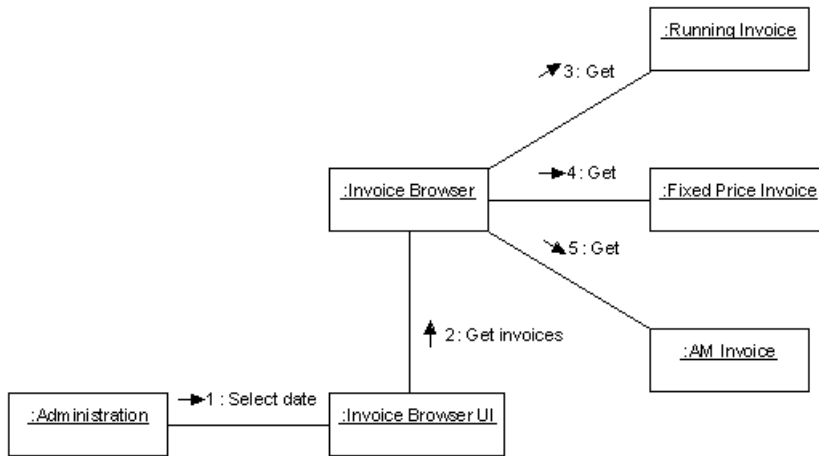 :Running Invoice
3 : Get
:Invoice Browser
4 : Get
:Fixed Price Invoice
5 : Get
2 : Get invoices
:AM Invoice
:Administration
1 : Select date
:Invoice Browser UI